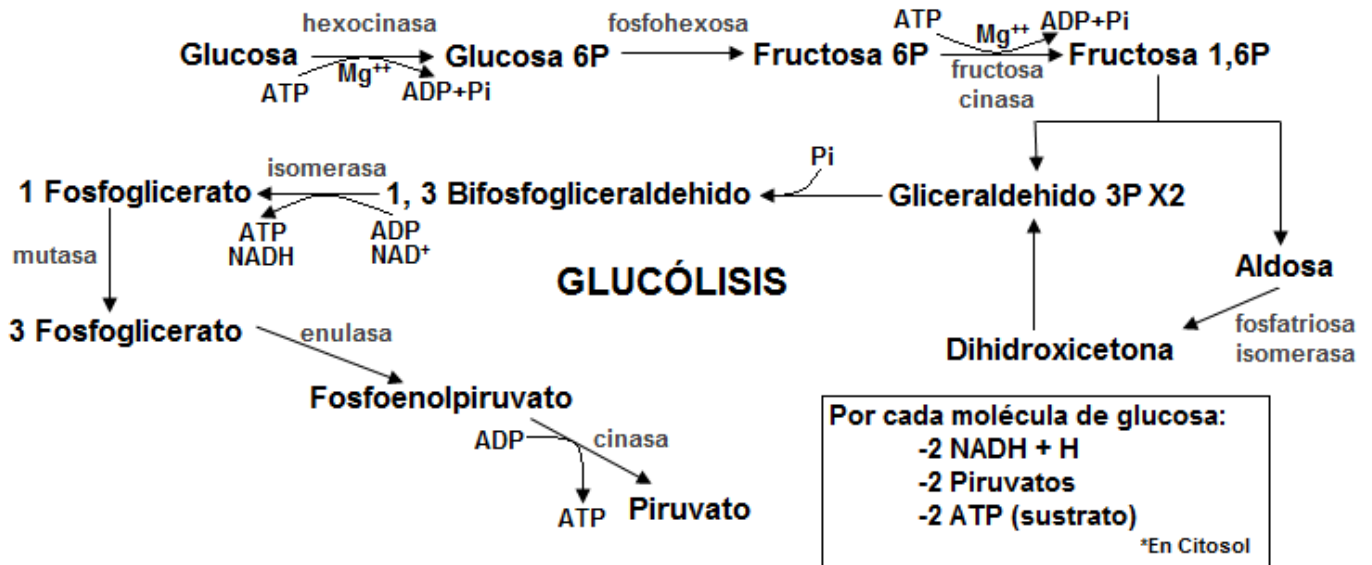 hexocinasa
Glucosa
ATP
Mg++
ADP+Pi
Glucosa 6P
fosfohexosa
Fructosa 6P
ATP
Mg++
ADP+Pi
fructosa
cinasa
Fructosa 1,6P
1 Fosfoglicerato
isomerasa
ATP
NADH
ADP
NAD+
1, 3 Bifosfogliceraldehido
Pi
Gliceraldehido 3P X2
mutasa
GLUCÓLISIS
Aldosa
fosfatriosa
isomerasa
Dihidroxicetona
3 Fosfoglicerato
enulasa
Fosfoenolpiruvato
ADP
cinasa
ATP
Piruvato
Por cada molécula de glucosa:
-2 NADH + H
-2 Piruvatos
-2 ATP (sustrato)
*En Citosol